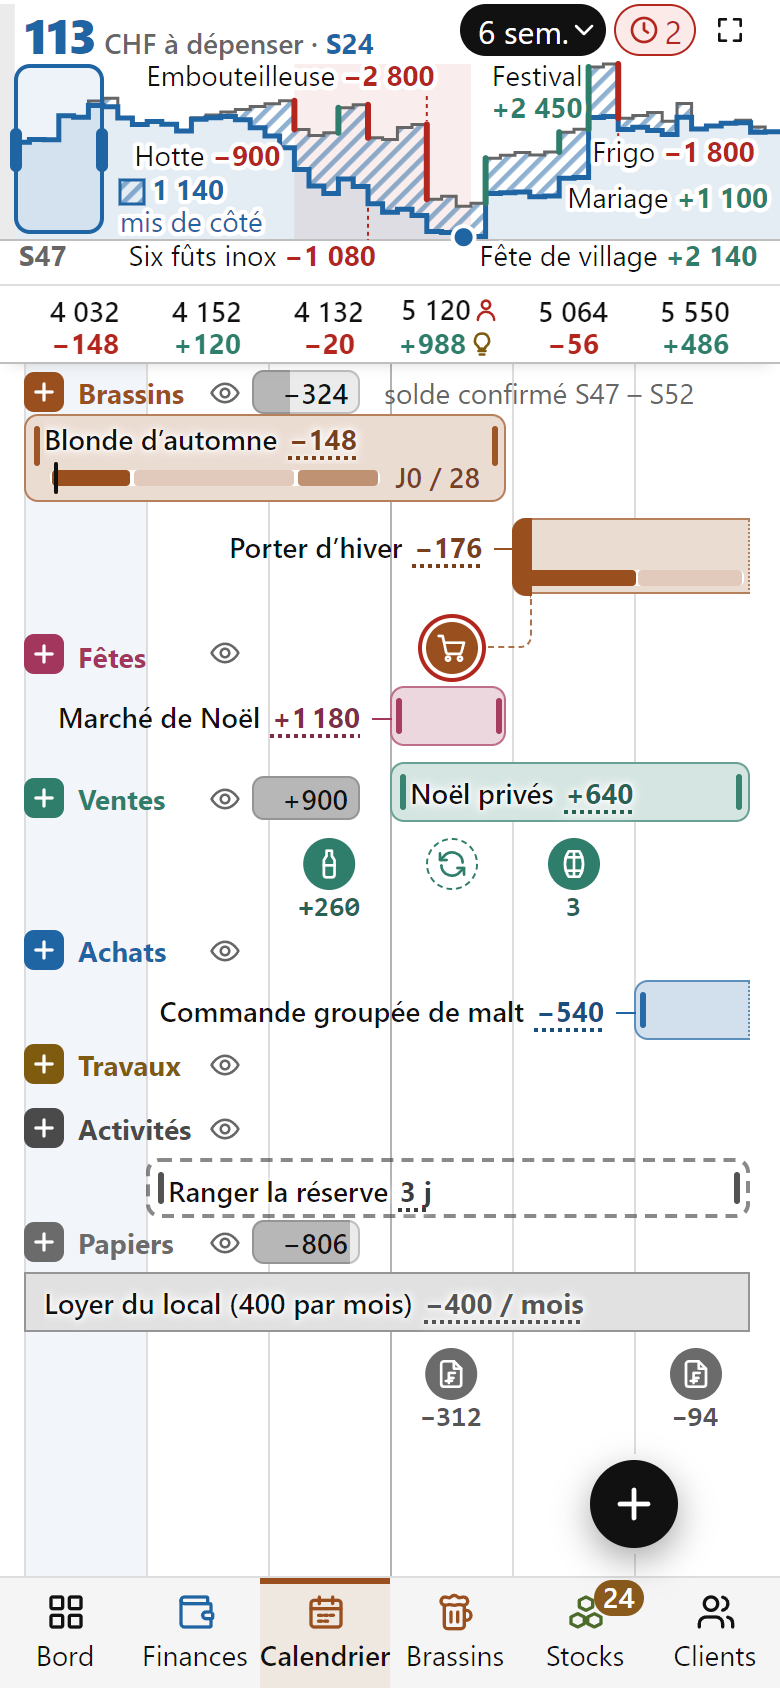 113 CHF à dépenser · S24
6 sem.
2
Embouteilleuse −2 800
Festival
+2 450
Hotte −900
Frigo −1 800
1 140
mis de côté
Mariage +1 100
S47
Six fûts inox −1 080
Fête de village +2 140
4 032 4 152 4 132 5 120 5 064 5 550
−148 +120 −20 +988 −56 +486
Brassins −324 solde confirmé S47 – S52
Blonde d’automne −148
J0 / 28
Porter d’hiver −176
Fêtes
Marché de Noël +1 180
Ventes +900
Noël privés +640
+260 3
Achats
Commande groupée de malt −540
Travaux
Activités
Ranger la réserve 3 j
Papiers −806
Loyer du local (400 par mois) −400 / mois
−312 −94
24
Bord Finances Calendrier Brassins Stocks Clients